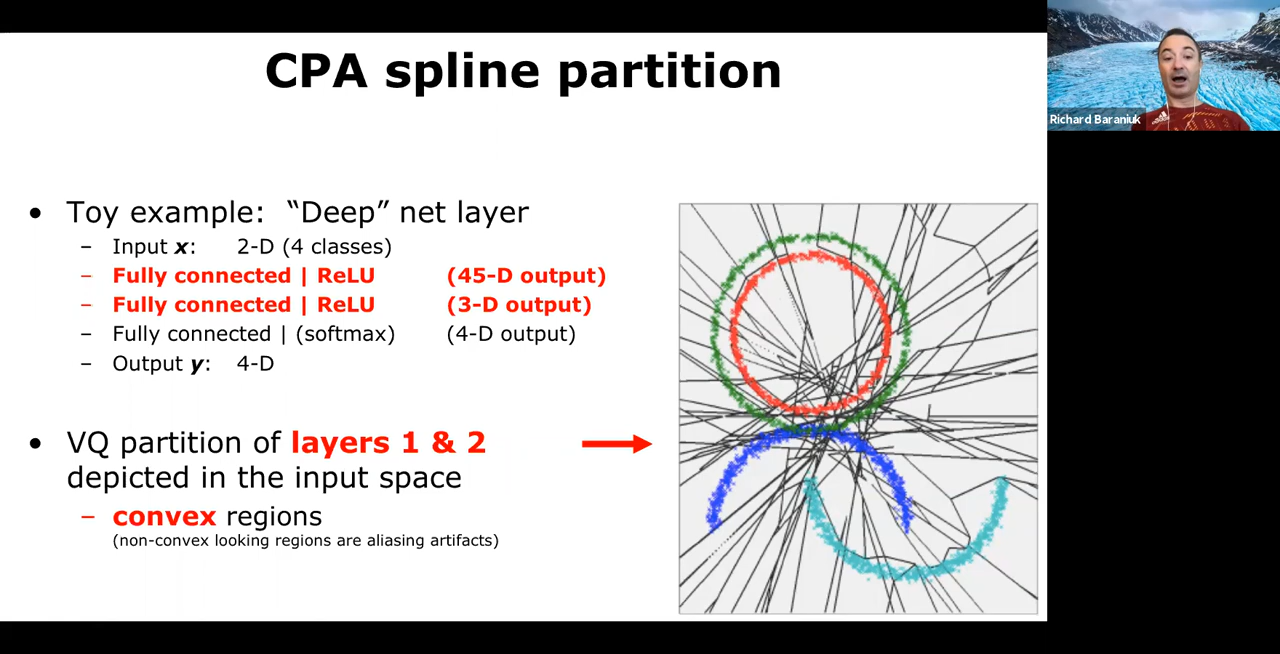 CPA spline partition
Richard Baraniuk
• Toy example: “Deep” net layer
– Input x: 2-D (4 classes)
– Fully connected | ReLU (45-D output)
– Fully connected | ReLU (3-D output)
– Fully connected | (softmax) (4-D output)
– Output y: 4-D
• VQ partition of layers 1 & 2
depicted in the input space
– convex regions
(non-convex looking regions are aliasing artifacts)